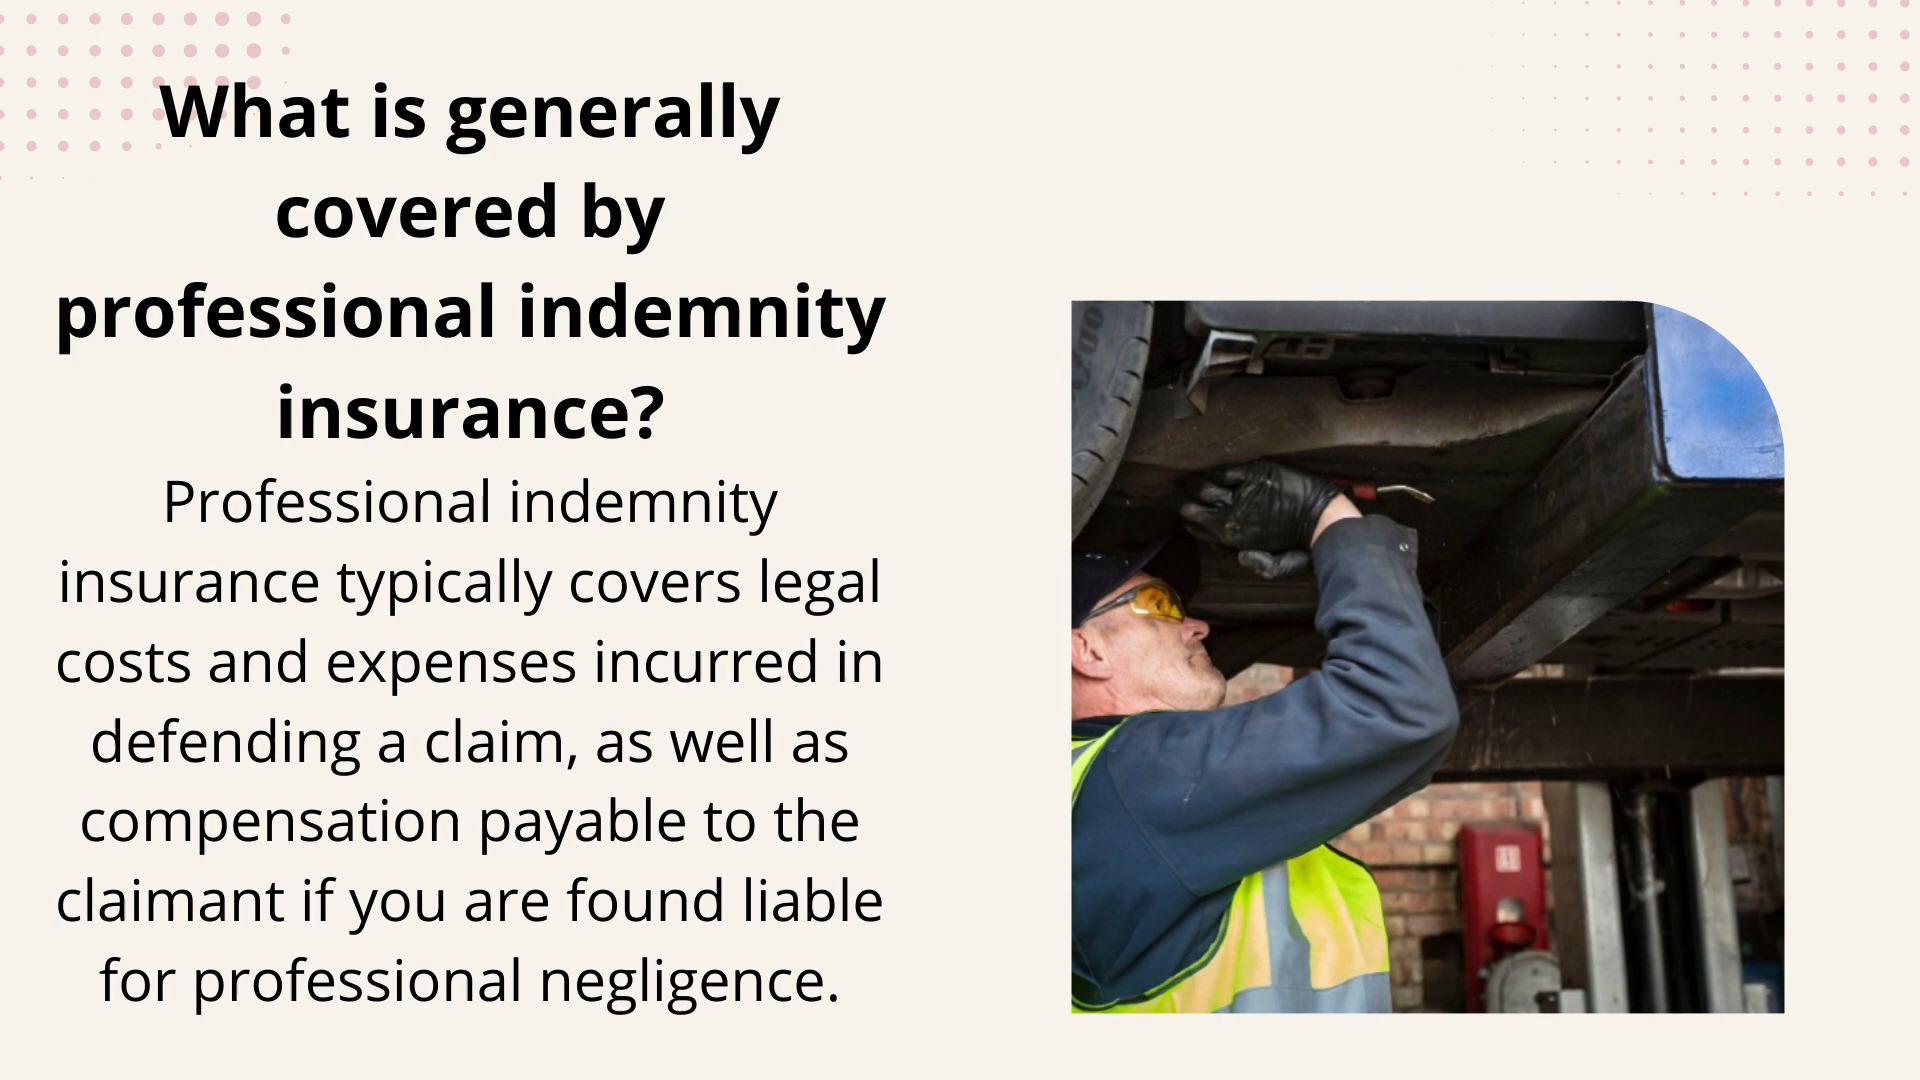 What is generally
covered by
professional indemnity
insurance?
Professional indemnity
insurance typically covers legal
costs and expenses incurred in
defending a claim, as well as
compensation payable to the
claimant if you are found liable
for professional negligence.